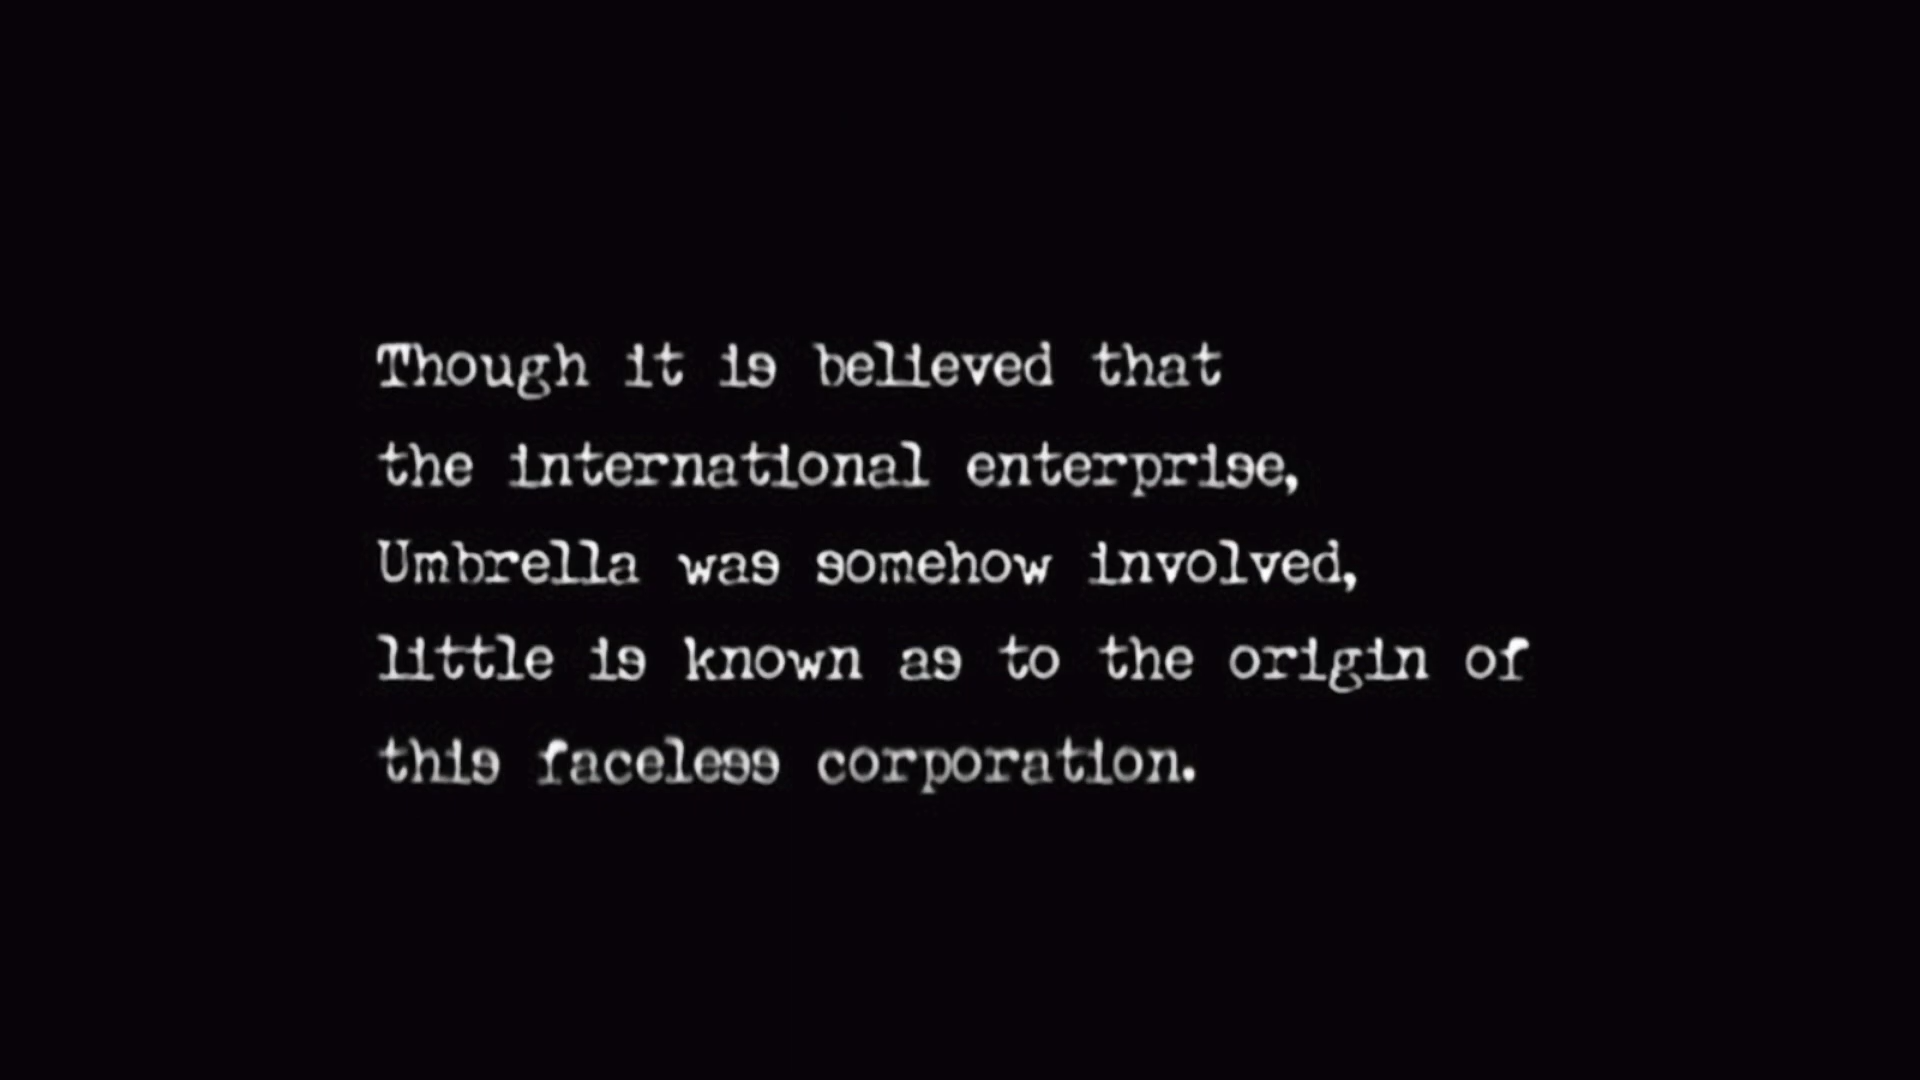 Though it is believed that
the international enterprise,
Umbrella was somehow involved,
little is known as to the origin of
this faceless corporation.